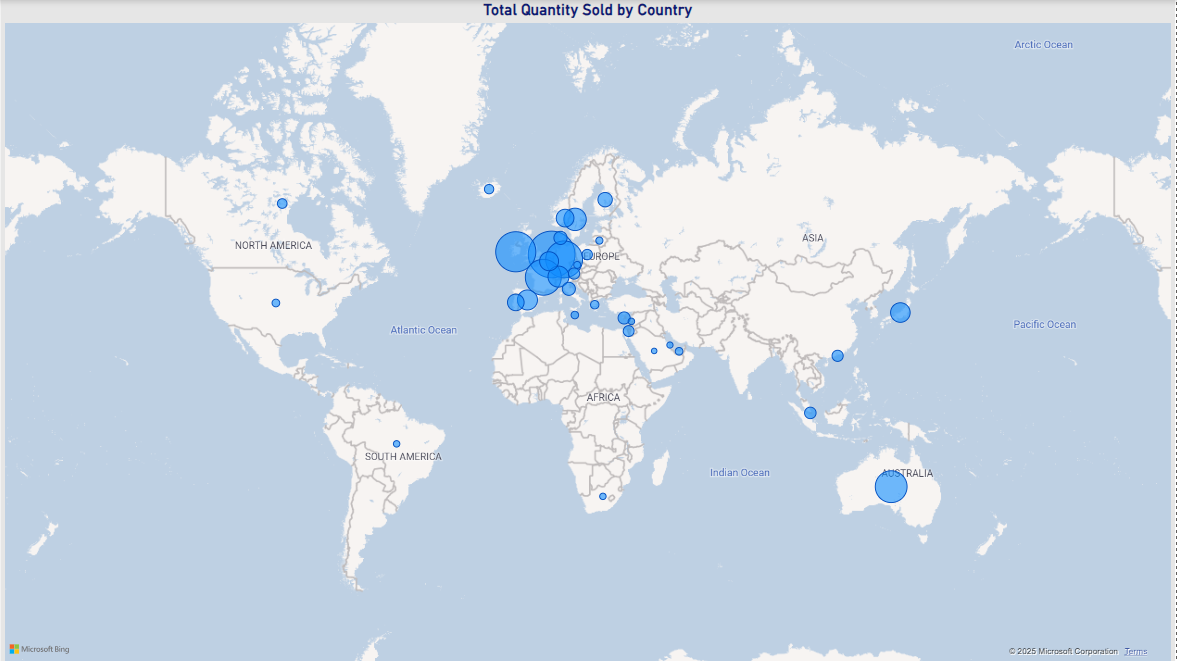 Total Quantity Sold by Country
Arctic Ocean
NORTH AMERICA
ASIA
EUROPE
Atlantic Ocean
Pacific Ocean
AFRICA
SOUTH AMERICA
Indian Ocean
AUSTRALIA
Microsoft Bing
© 2025 Microsoft Corporation Terms